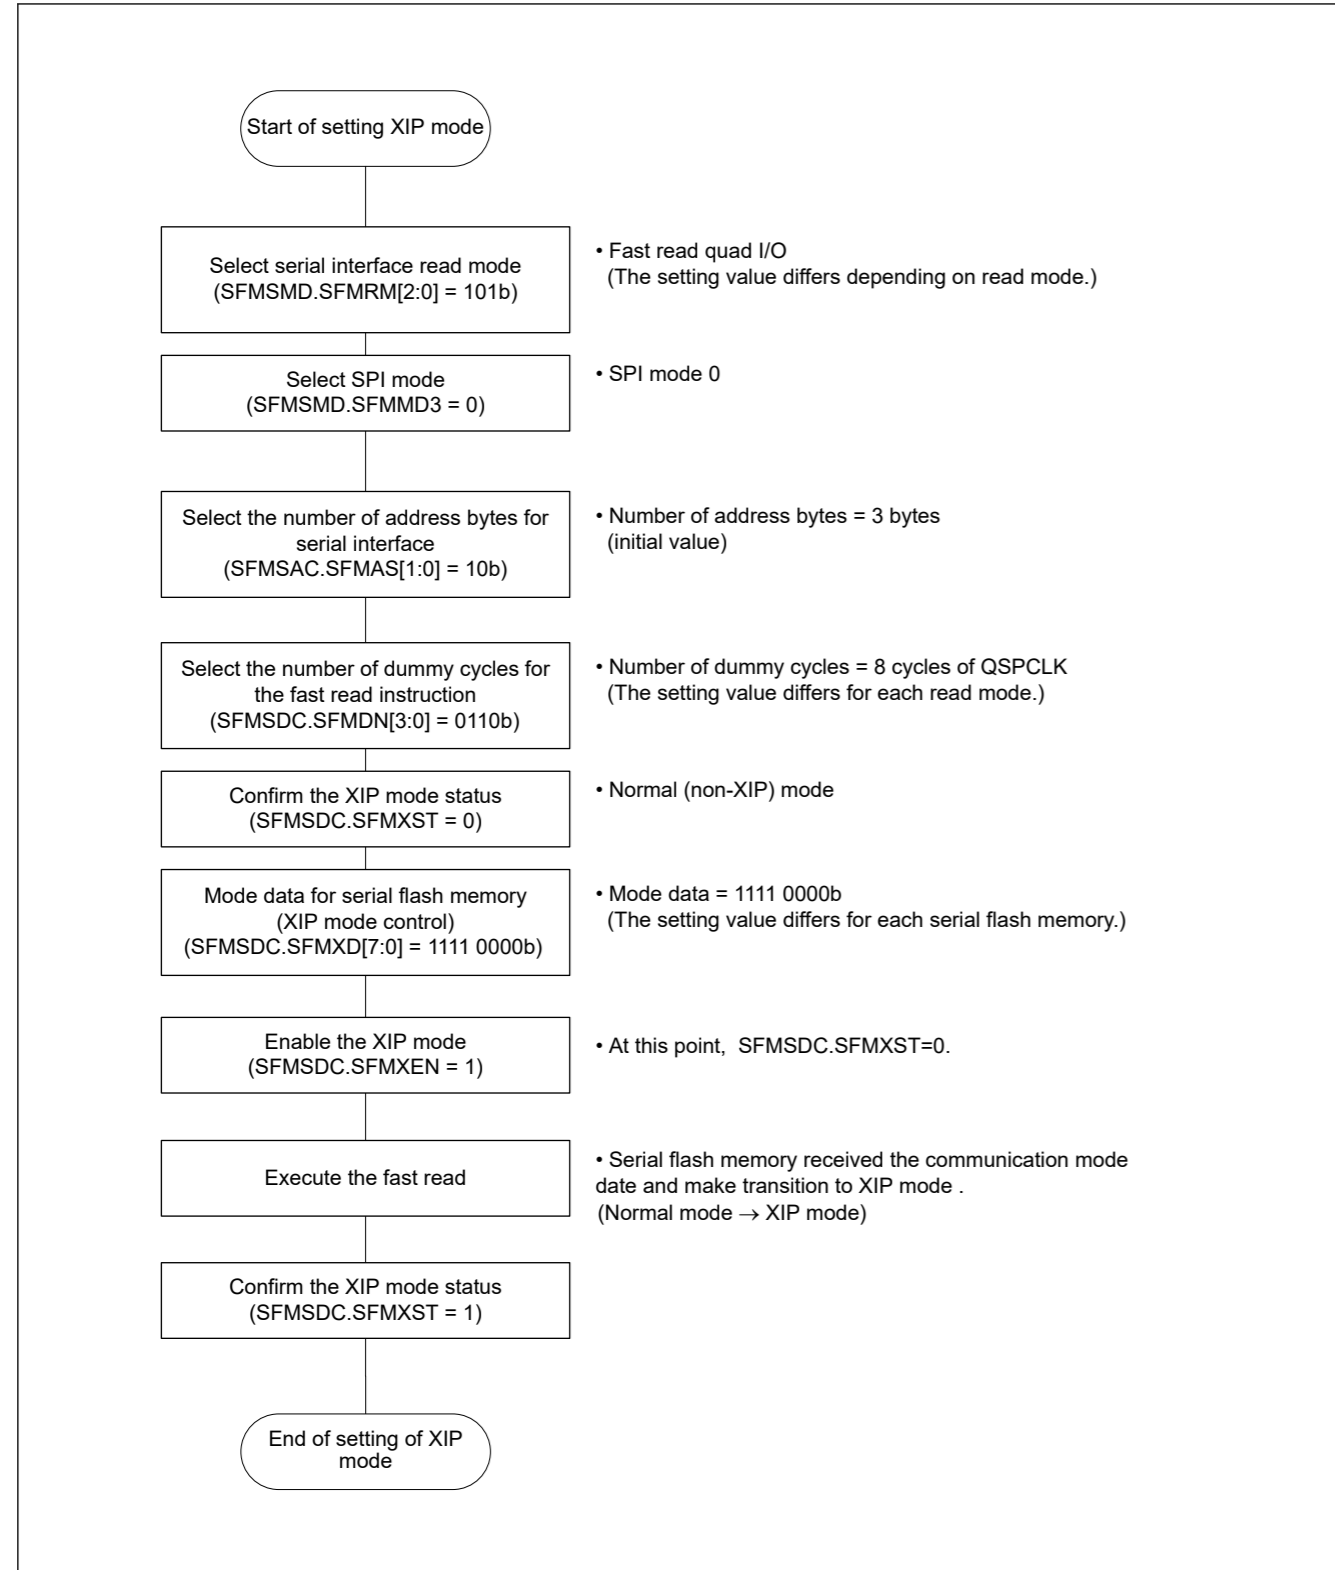 Start of setting XIP mode
Select serial interface read mode
(SFMSMD.SFMRM[2:0] = 101b)
• Fast read quad I/O
(The setting value differs depending on read mode.)
Select SPI mode
(SFMSMD.SFMMD3 = 0)
• SPI mode 0
Select the number of address bytes for
serial interface
(SFMSAC.SFMAS[1:0] = 10b)
• Number of address bytes = 3 bytes
(initial value)
Select the number of dummy cycles for
the fast read instruction
(SFMSDC.SFMDN[3:0] = 0110b)
• Number of dummy cycles = 8 cycles of QSPCLK
(The setting value differs for each read mode.)
Confirm the XIP mode status
(SFMSDC.SFMXST = 0)
• Normal (non-XIP) mode
Mode data for serial flash memory
(XIP mode control)
(SFMSDC.SFMXD[7:0] = 1111 0000b)
• Mode data = 1111 0000b
(The setting value differs for each serial flash memory.)
Enable the XIP mode
(SFMSDC.SFMXEN = 1)
• At this point, SFMSDC.SFMXST=0.
Execute the fast read
• Serial flash memory received the communication mode
date and make transition to XIP mode .
(Normal mode → XIP mode)
Confirm the XIP mode status
(SFMSDC.SFMXST = 1)
End of setting of XIP
mode